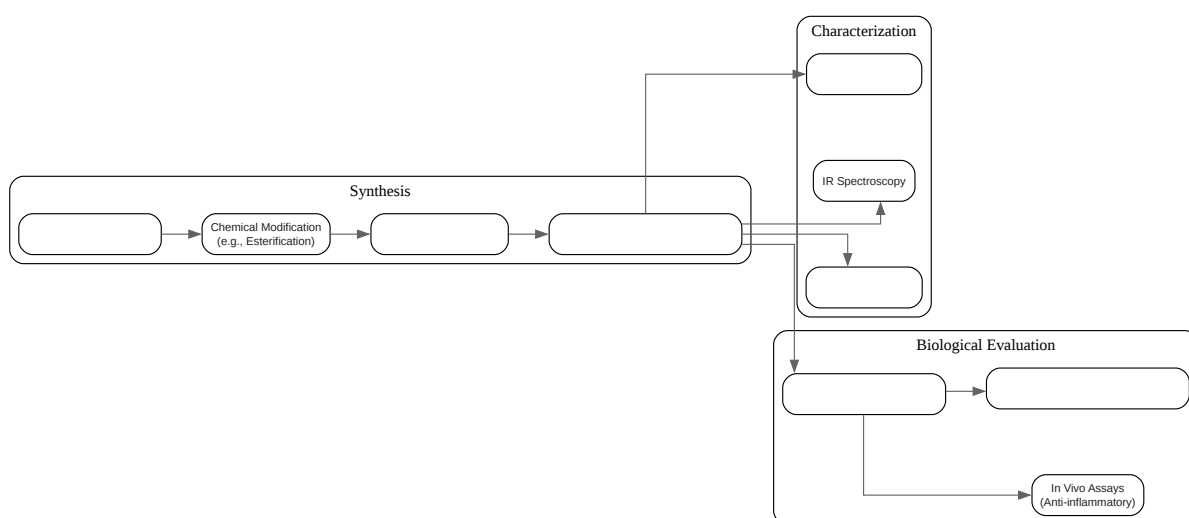 Characterization
IR Spectroscopy
Synthesis
Chemical Modification
(e.g., Esterification)
Biological Evaluation
In Vivo Assays
(Anti-inflammatory)